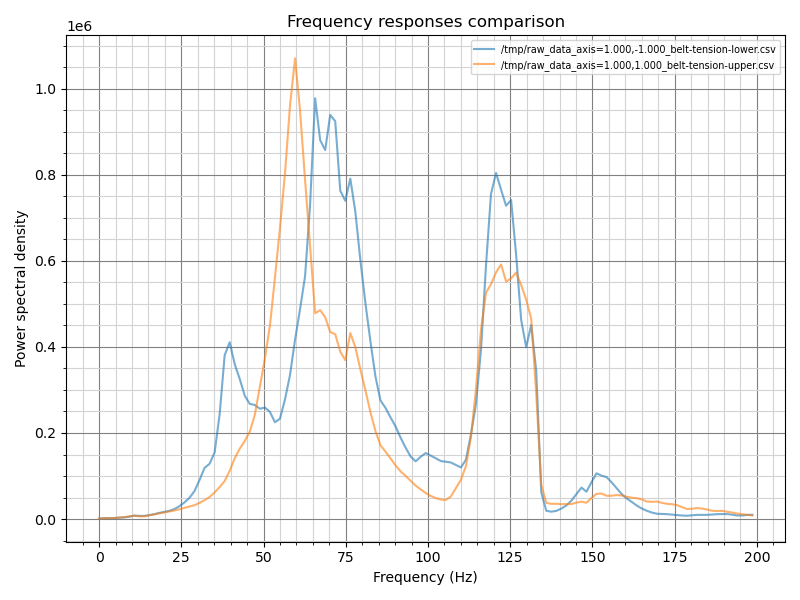 Frequency responses comparison
1e6
/tmp/raw_data_axis=1.000,-1.000_belt-tension-lower.csv
/tmp/raw_data_axis=1.000,1.000_belt-tension-upper.csv
1.0
0.8
0.6
0.4
0.2
0.0
Power spectral density
0 25 50 75 100 125 150 175 200
Frequency (Hz)